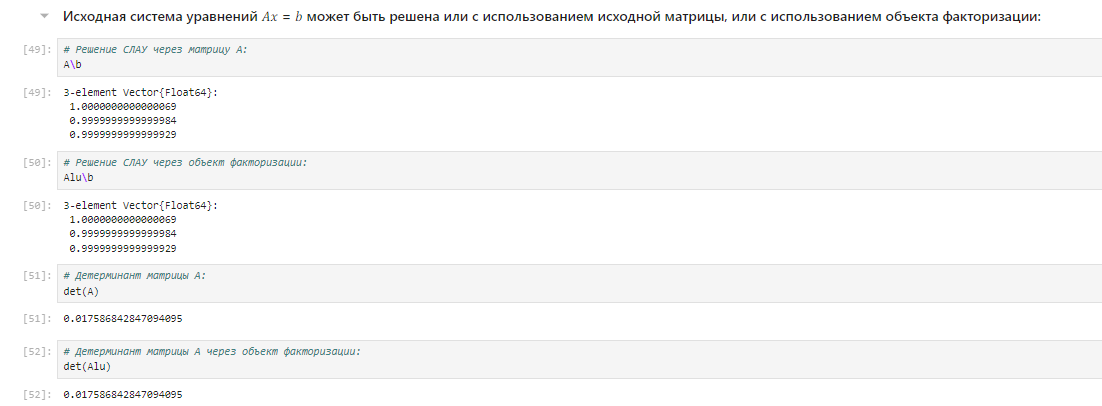 Исходная система уравнений Ax = b может быть решена или с использованием исходной матрицы, или с использованием объекта факторизации:
[49]: # Решение СЛАУ через матрицу A:
A\b
[49]: 3-element Vector{Float64}:
1.0000000000000069
0.9999999999999984
0.9999999999999929
[50]: # Решение СЛАУ через объект факторизации:
Alu\b
[50]: 3-element Vector{Float64}:
1.0000000000000069
0.9999999999999984
0.9999999999999929
[51]: # Детерминант матрицы A:
det(A)
[51]: 0.017586842847094095
[52]: # Детерминант матрицы A через объект факторизации:
det(Alu)
[52]: 0.017586842847094095